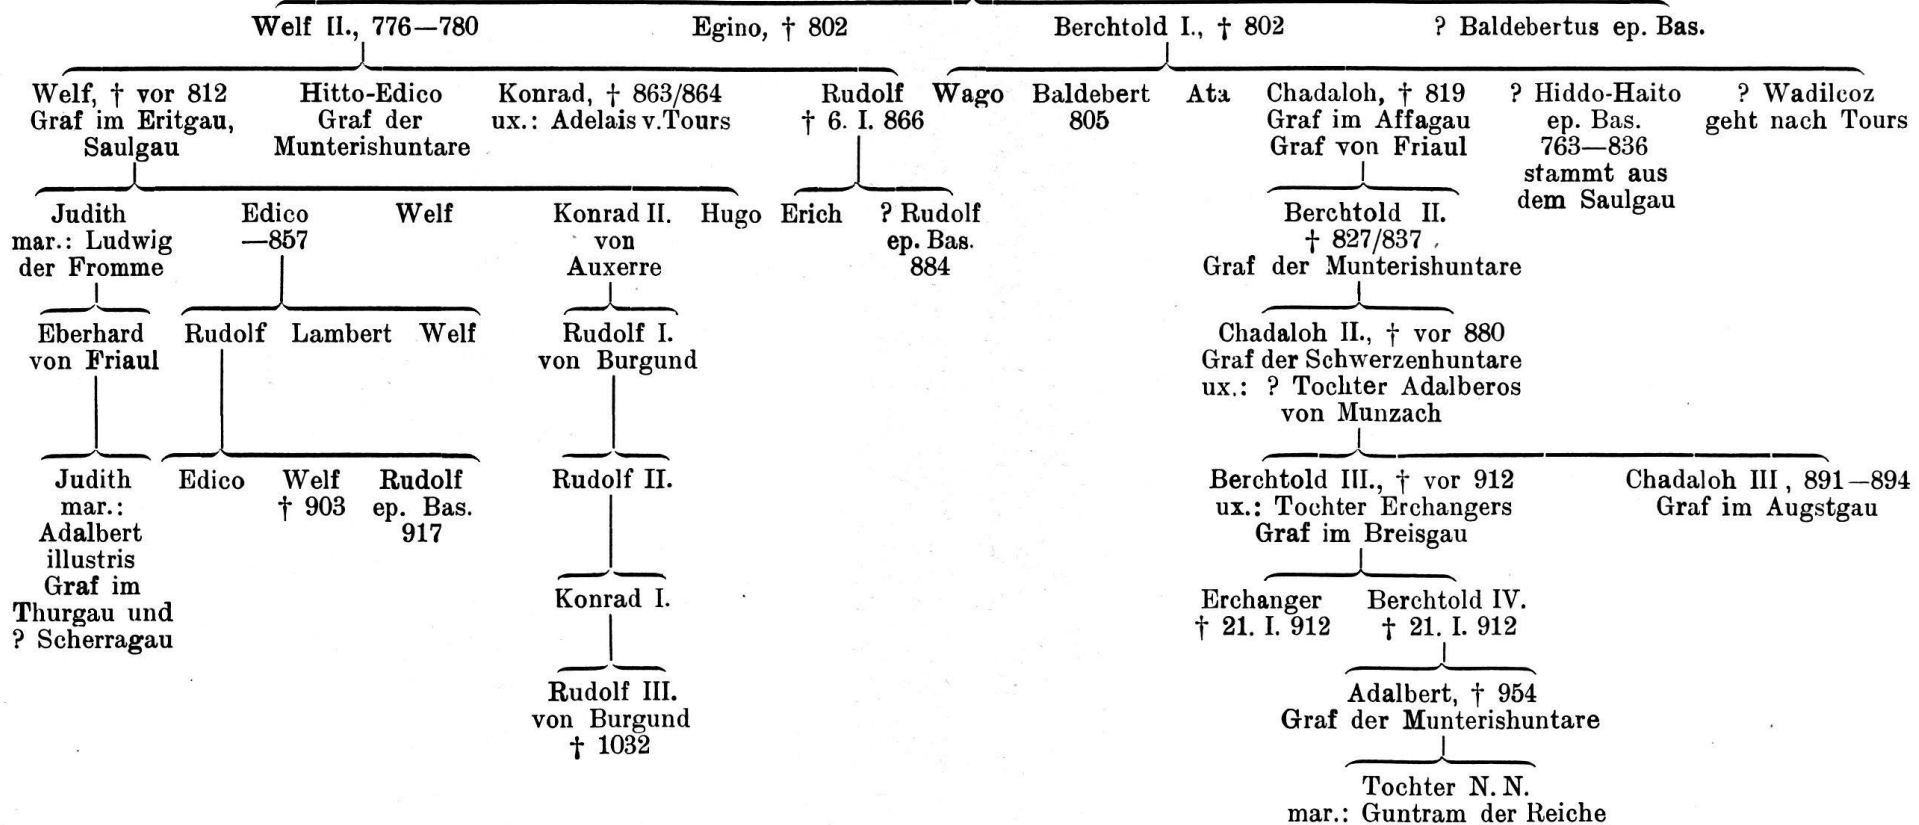 Welf II., 776—780 Egino, † 802 Berchtold I., † 802 ? Baldebertus ep. Bas.
Welf, † vor 812 Hitto-Edico Konrad, † 863/864 Rudolf Wago Baldebert Ata Chadaloh, † 819 ? Hiddo-Haito ? Wadilcoz
Graf im Eritgau, Graf der ux.: Adelais v. Tours † 6. I. 866 805 Graf im Affagau ep. Bas. geht nach Tours
Saulgau Munterishuntare Graf von Friaul 763—836
stammt aus
dem Saulgau
Judith Edico Welf Konrad II. Hugo Erich ? Rudolf Berchtold II.
mar.: Ludwig —857 von ep. Bas. † 827/837
der Fromme Auxerre 884 Graf der Munterishuntare
Eberhard Rudolf Lambert Welf Rudolf I. Chadaloh II., † vor 880
von Friaul von Burgund Graf der Schwerzenhuntare
ux.: ? Tochter Adalberos
von Munzach
Judith Edico Welf Rudolf Rudolf II. Berchtold III., † vor 912 Chadaloh III, 891—894
mar.: † 903 ep. Bas. ux.: Tochter Erchangers Graf im Augstgau
Adalbert 917 Graf im Breisgau
illustris
Graf im Konrad I. Erchanger Berchtold IV.
Thurgau und † 21. I. 912 † 21. I. 912
? Scherragau
Rudolf III. Adalbert, † 954
von Burgund Graf der Munterishuntare
† 1032
Tochter N. N.
mar.: Guntram der Reiche